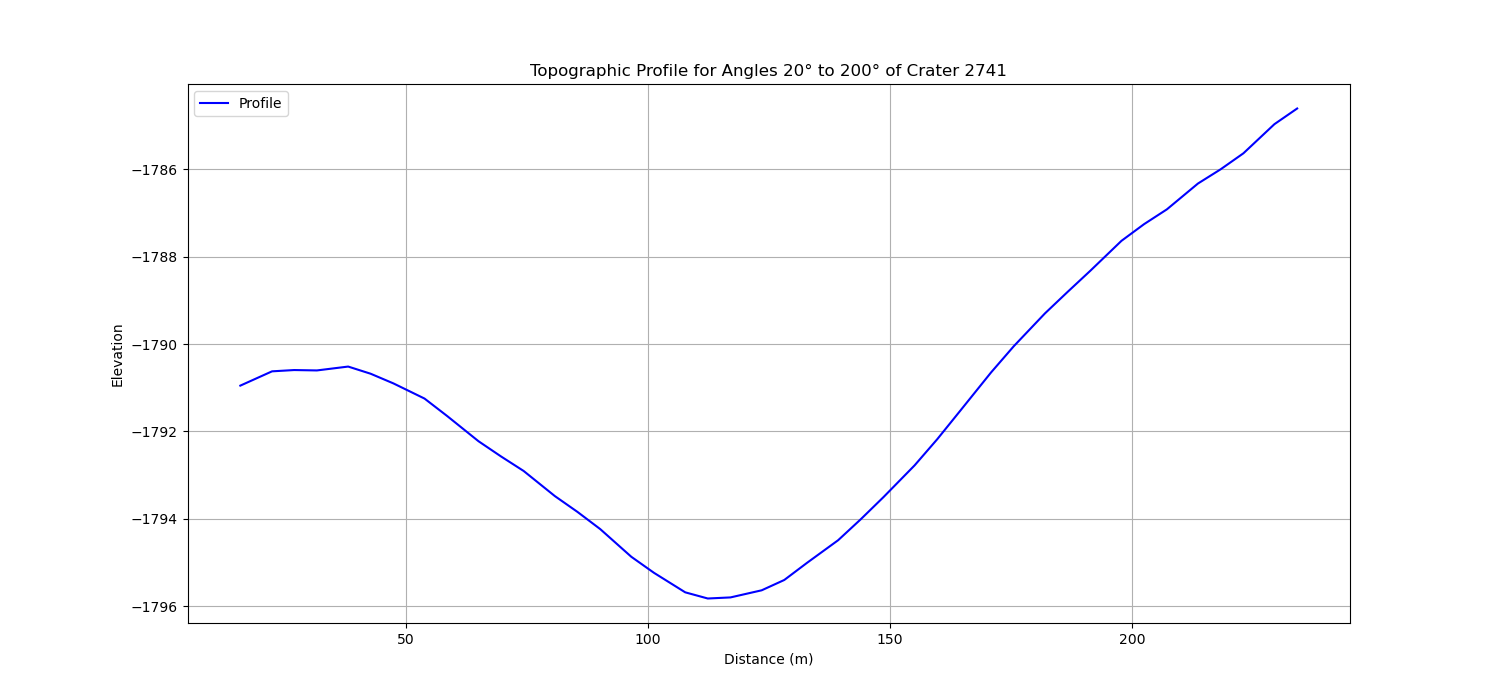 Topographic Profile for Angles 20° to 200° of Crater 2741
Profile
−1786
−1788
−1790
−1792
−1794
−1796
Elevation
50 100 150 200
Distance (m)